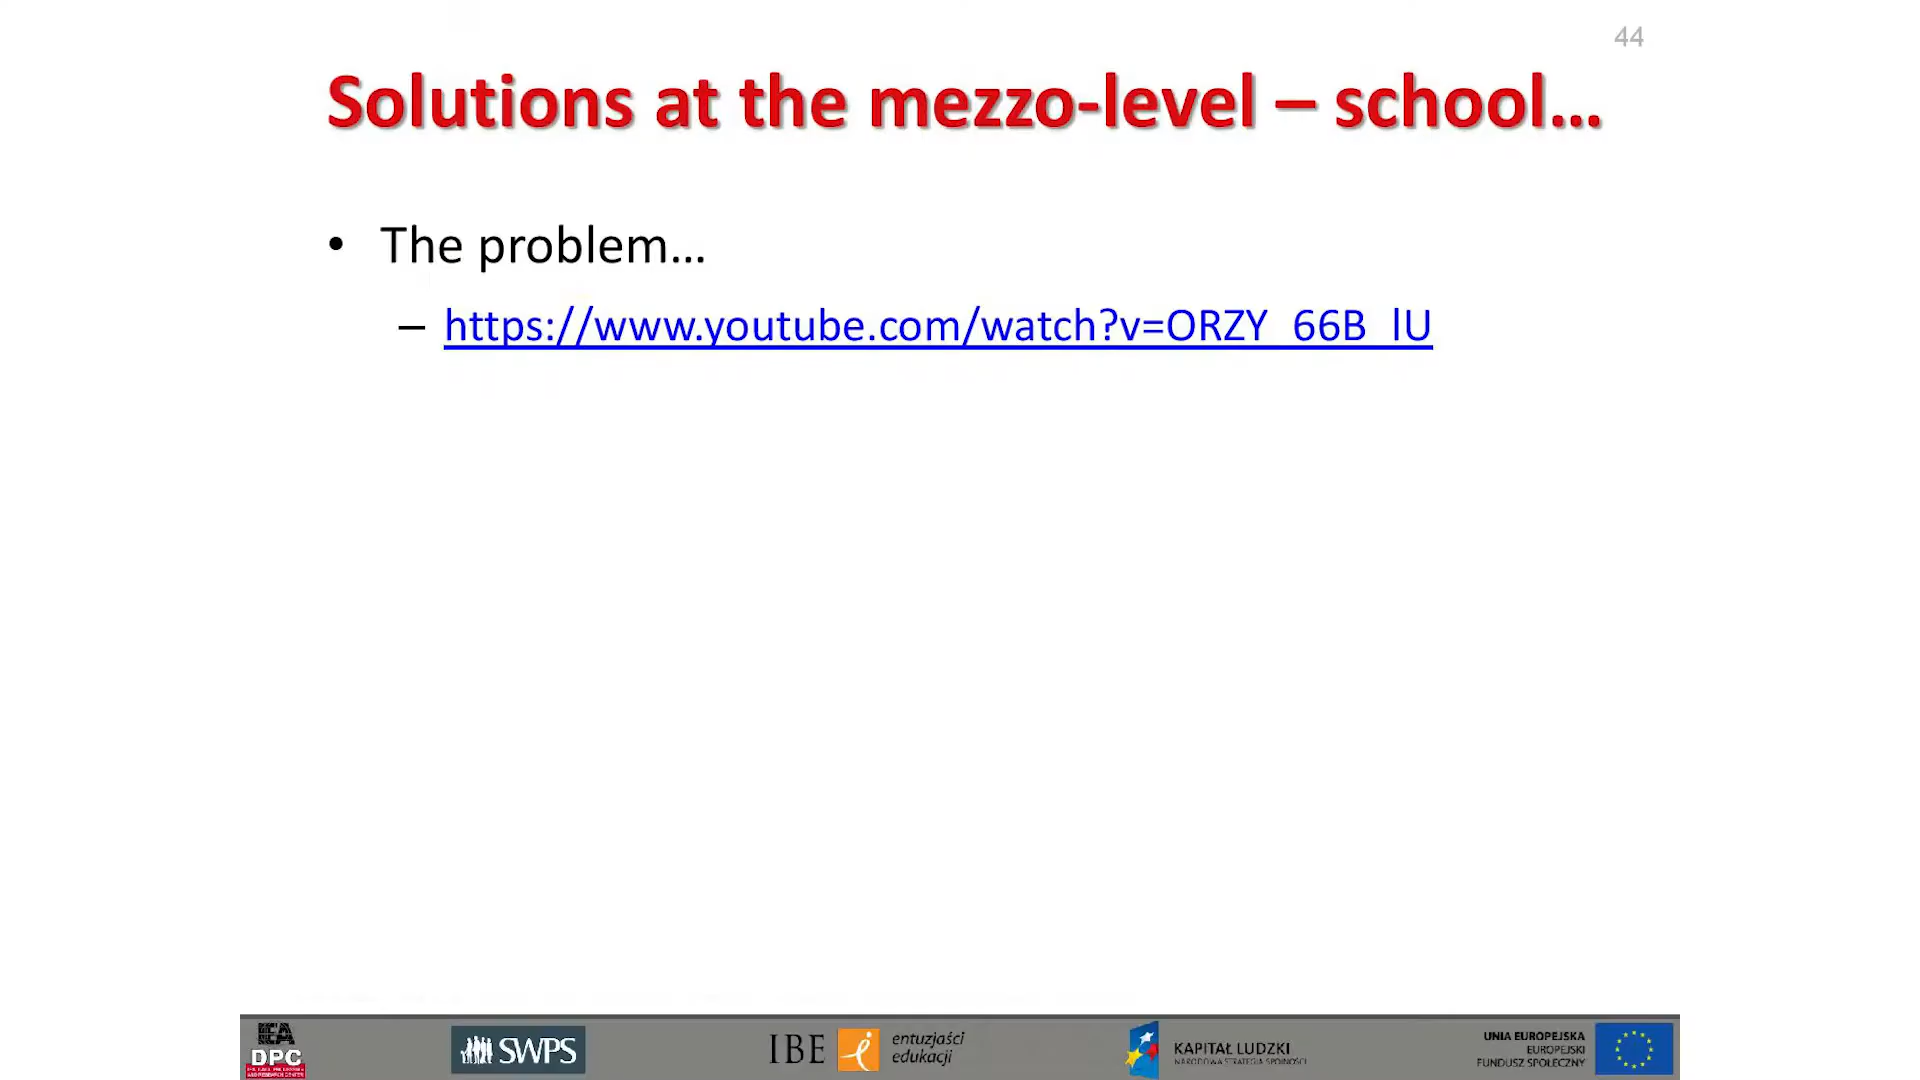 44
Solutions at the mezzo-level – school…
• The problem…
– https://www.youtube.com/watch?v=ORZY_66B_lU
IEA
DPC
SWPS
IBE entuzjaści
edukacji
KAPITAŁ LUDZKI
NARODOWA STRATEGIA SPÓJNOŚCI
UNIA EUROPEJSKA
EUROPEJSKI
FUNDUSZ SPOŁECZNY